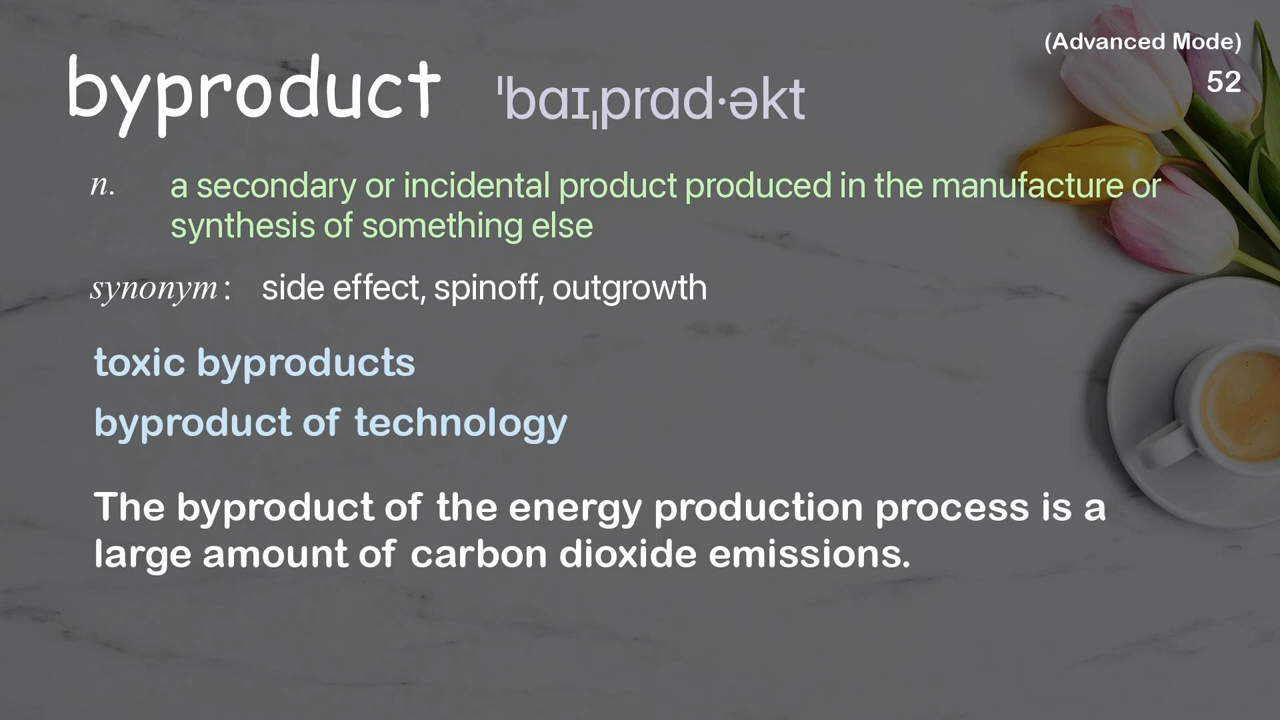 (Advanced Mode)
52
byproduct ˈbaɪˌprad·əkt
n. a secondary or incidental product produced in the manufacture or
synthesis of something else
synonym: side effect, spinoff, outgrowth
toxic byproducts
byproduct of technology
The byproduct of the energy production process is a
large amount of carbon dioxide emissions.